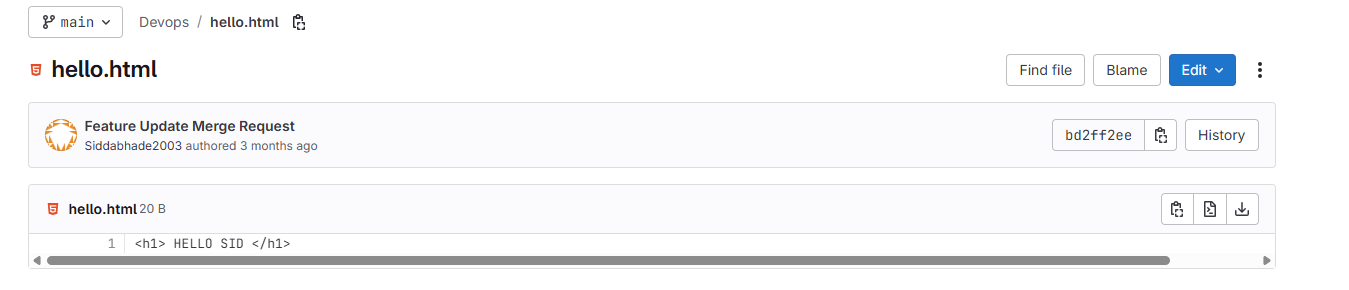 main Devops / hello.html
hello.html Find file Blame Edit
Feature Update Merge Request
Siddabhade2003 authored 3 months ago bd2ff2ee History
hello.html 20 B
1 <h1> HELLO SID </h1>